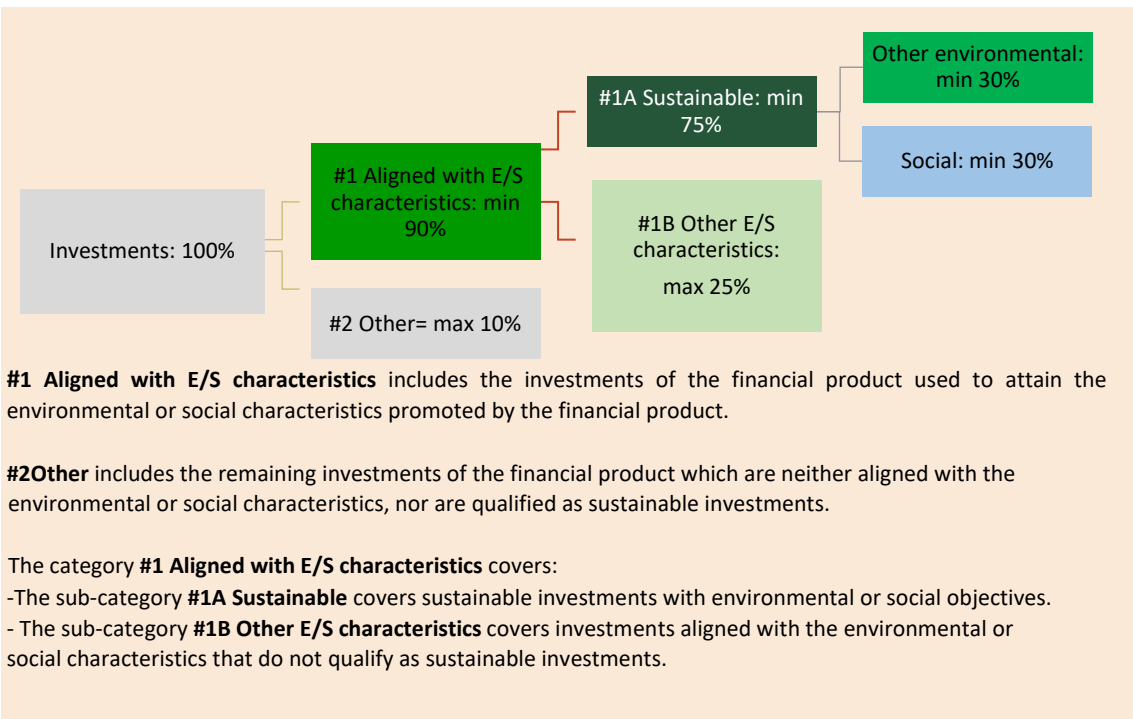 Other environmental:
min 30%
#1A Sustainable: min
75%
Social: min 30%
#1 Aligned with E/S
characteristics: min
90%
Investments: 100%
#1B Other E/S
characteristics:
max 25%
#2 Other= max 10%
#1 Aligned with E/S characteristics includes the investments of the financial product used to attain the
environmental or social characteristics promoted by the financial product.
#2Other includes the remaining investments of the financial product which are neither aligned with the
environmental or social characteristics, nor are qualified as sustainable investments.
The category #1 Aligned with E/S characteristics covers:
-The sub-category #1A Sustainable covers sustainable investments with environmental or social objectives.
- The sub-category #1B Other E/S characteristics covers investments aligned with the environmental or
social characteristics that do not qualify as sustainable investments.